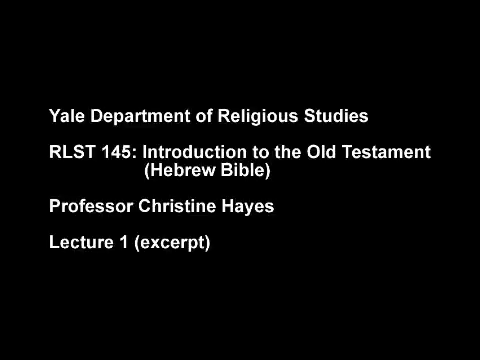 Yale Department of Religious Studies
RLST 145: Introduction to the Old Testament
(Hebrew Bible)
Professor Christine Hayes
Lecture 1 (excerpt)